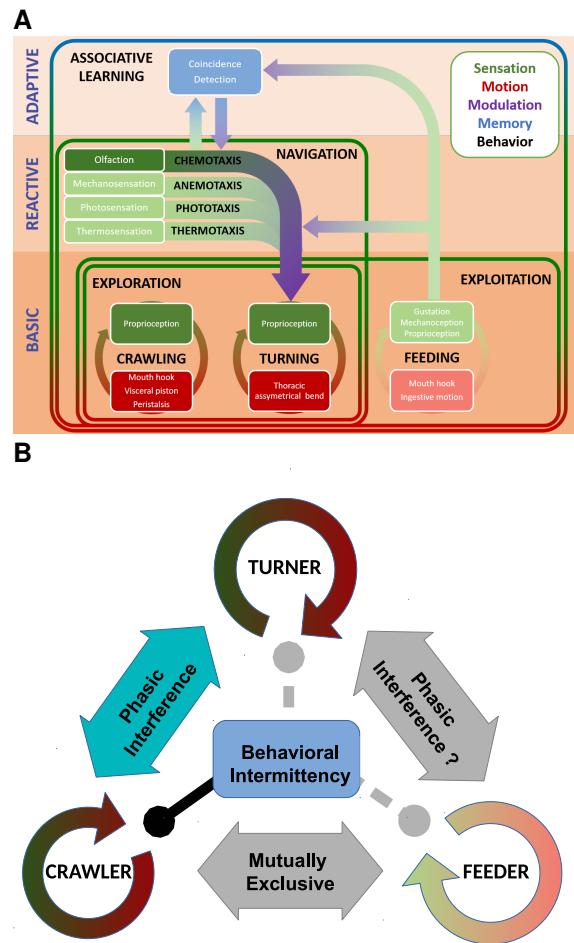 A
ADAPTIVE
ASSOCIATIVE
LEARNING
Coincidence
Detection
Sensation
Motion
Modulation
Memory
Behavior
REACTIVE
NAVIGATION
Olfaction
CHEMOTAXIS
Mechanosensation
ANEMOTAXIS
Photosensation
PHOTOTAXIS
Thermosensation
THERMOTAXIS
BASIC
EXPLORATION
EXPLOITATION
Proprioception
CRAWLING
Mouth hook
Visceral piston
Peristalsis
Proprioception
TURNING
Thoracic
assymetrical bend
Gustation
Mechanoception
Proprioception
FEEDING
Mouth hook
Ingestive motion
B
TURNER
Phasic
Interference
Phasic
Interference ?
Behavioral
Intermittency
CRAWLER
Mutually
Exclusive
FEEDER